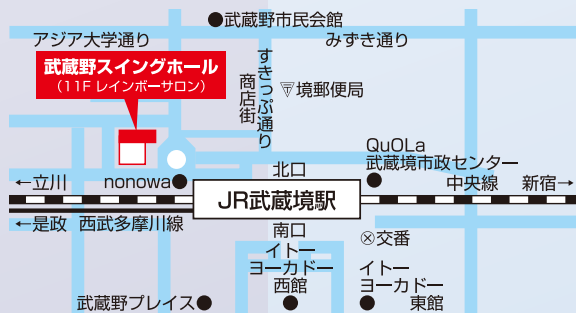 ●武蔵野市民会館
アジア大学通り
みずき通り
武蔵野スイングホール
（11F レインボーサロン）
すきっぷ通り
商店街
〒境郵便局
QuOLa
武蔵境市政センター
北口
←立川
nonowa●
中央線
新宿→
JR武蔵境駅
←是政
西武多摩川線
南口
交番
イトー
ヨーカドー
西館
イトー
ヨーカドー
東館
武蔵野プレイス●